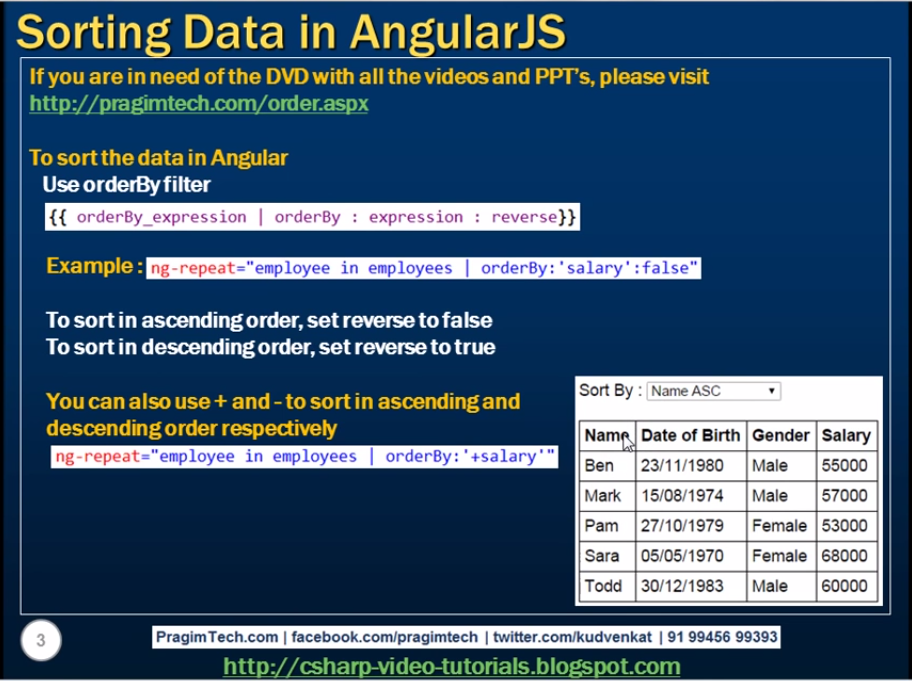 Sorting Data in AngularJS
If you are in need of the DVD with all the videos and PPT's, please visit
http://pragimtech.com/order.aspx
To sort the data in Angular
Use orderBy filter
{{ orderBy_expression | orderBy : expression : reverse}}
Example : ng-repeat="employee in employees | orderBy:'salary':false"
To sort in ascending order, set reverse to false
To sort in descending order, set reverse to true
You can also use + and - to sort in ascending and
descending order respectively
ng-repeat="employee in employees | orderBy:'+salary'"
Sort By : Name ASC
Name Date of Birth Gender Salary
Ben 23/11/1980 Male 55000
Mark 15/08/1974 Male 57000
Pam 27/10/1979 Female 53000
Sara 05/05/1970 Female 68000
Todd 30/12/1983 Male 60000
3
PragimTech.com | facebook.com/pragimtech | twitter.com/kudvenkat | 91 99456 99393
http://csharp-video-tutorials.blogspot.com